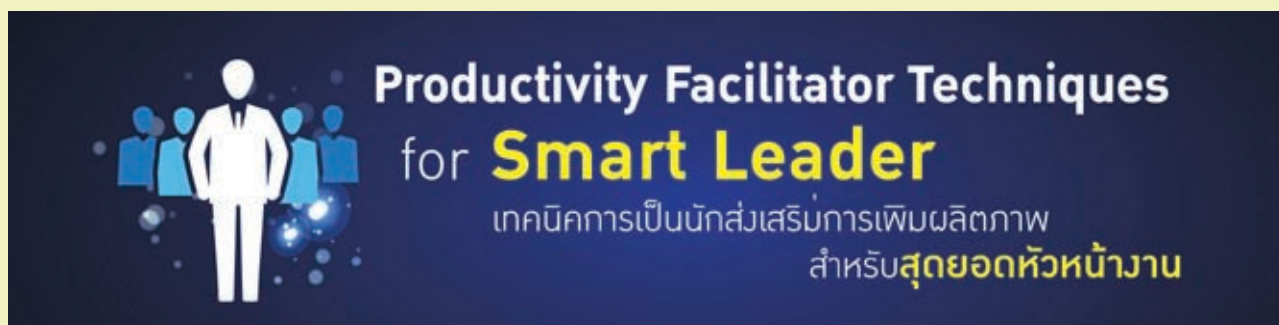 Productivity Facilitator Techniques
for Smart Leader
เทคนิคการเป็นนักส่งเสริมการเพิ่มผลิตภาพ
สำหรับสุดยอดหัวหน้างาน